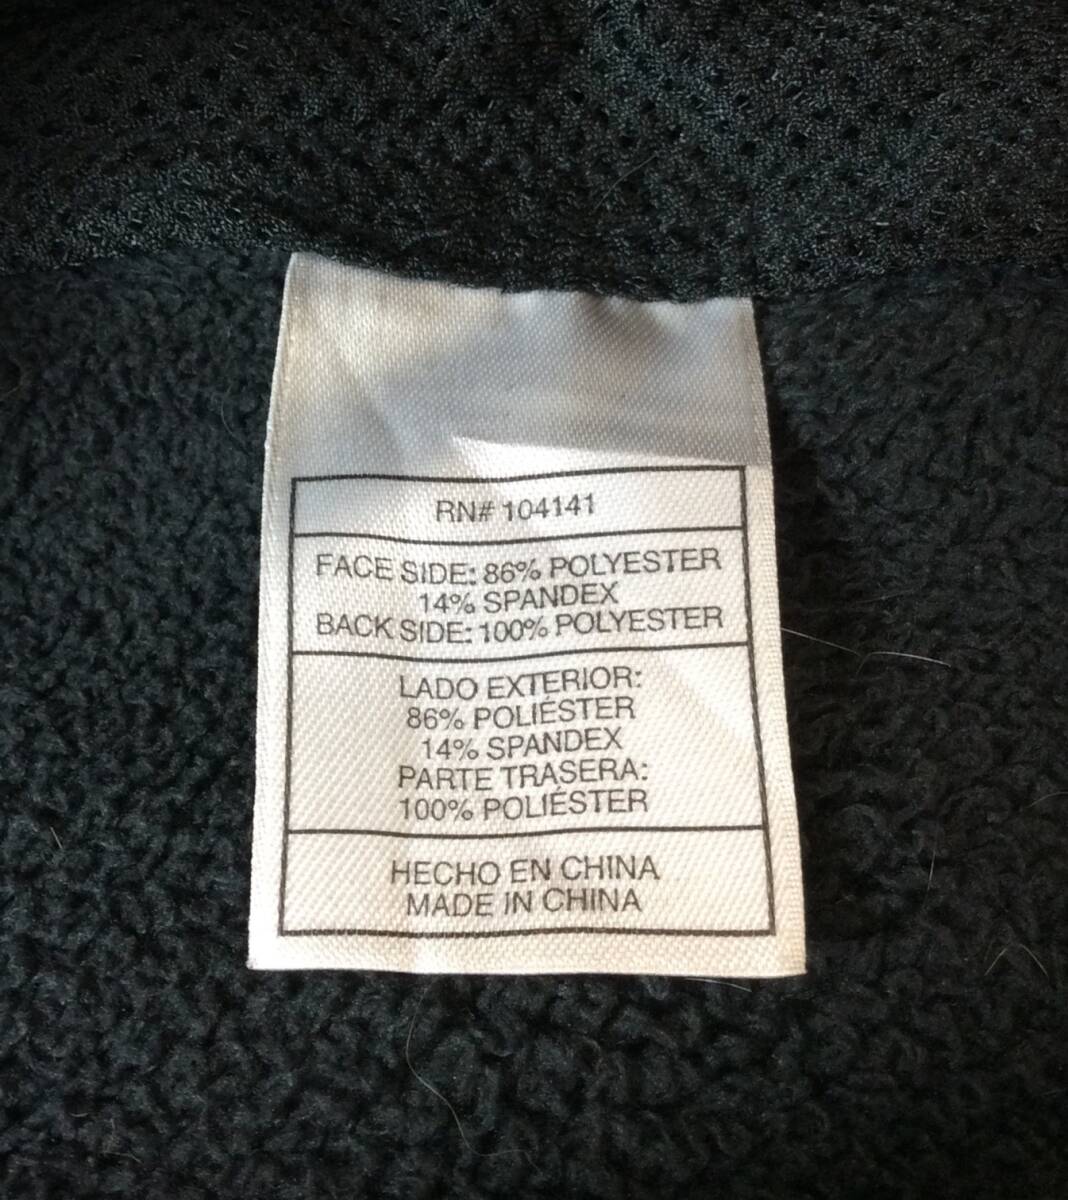 RN# 104141
FACE SIDE: 86% POLYESTER
14% SPANDEX
BACK SIDE: 100% POLYESTER
LADO EXTERIOR:
86% POLIÉSTER
14% SPANDEX
PARTE TRASERA:
100% POLIÉSTER
HECHO EN CHINA
MADE IN CHINA